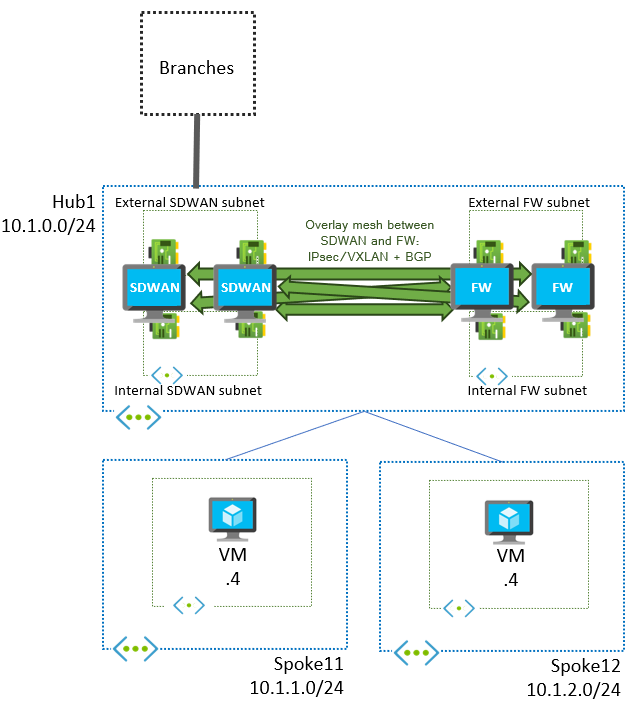 Branches
Hub1
10.1.0.0/24
External SDWAN subnet
External FW subnet
Overlay mesh between
SDWAN and FW:
IPsec/VXLAN + BGP
SDWAN
SDWAN
FW
FW
Internal SDWAN subnet
Internal FW subnet
VM
.4
VM
.4
Spoke11
10.1.1.0/24
Spoke12
10.1.2.0/24